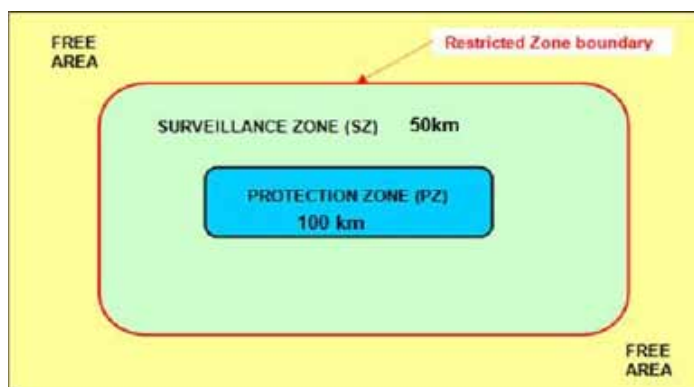 FREE
AREA
Restricted Zone boundary
SURVEILLANCE ZONE (SZ) 50km
PROTECTION ZONE (PZ)
100 km
FREE
AREA